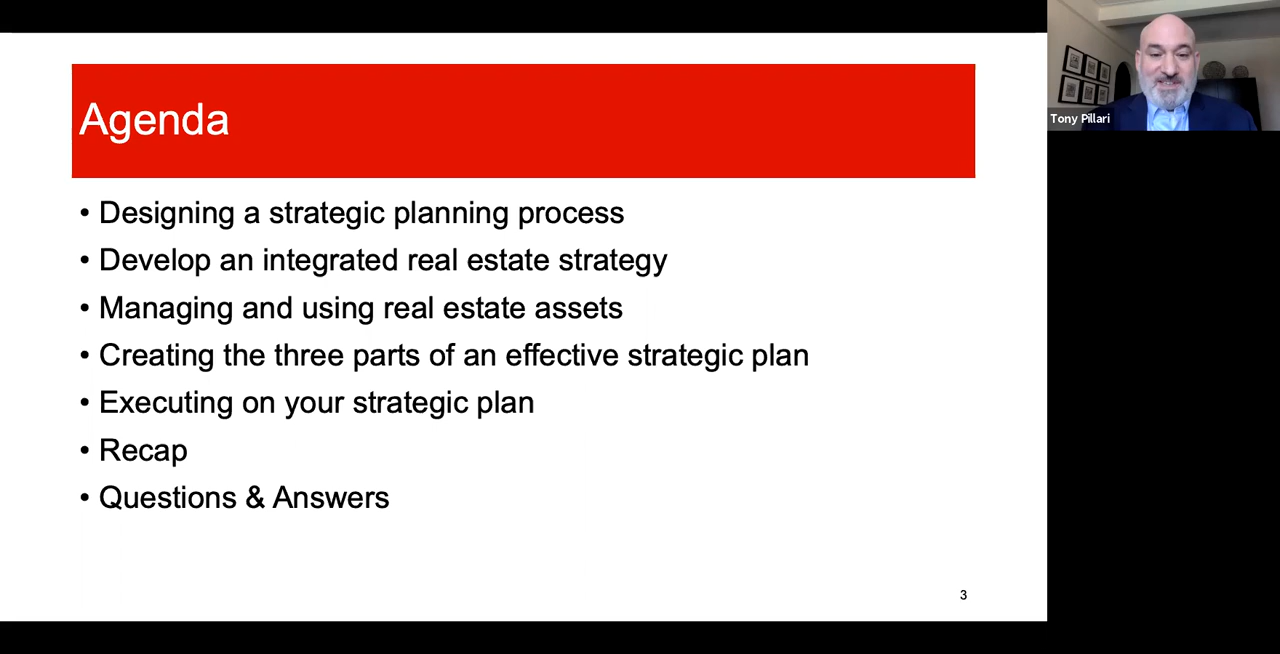 Agenda
• Designing a strategic planning process
• Develop an integrated real estate strategy
• Managing and using real estate assets
• Creating the three parts of an effective strategic plan
• Executing on your strategic plan
• Recap
• Questions & Answers
3
Tony Pillari